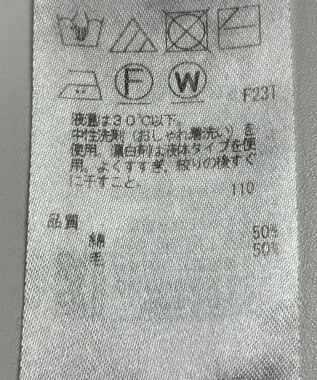 F
W
F231
液温は30℃以下。
中性洗剤（おしゃれ着洗い）を
使用。漂白剤は液体タイプを使
用。よくすすぎ、絞りの後すぐ
に干すこと。
110
品質
綿 50%
毛 50%